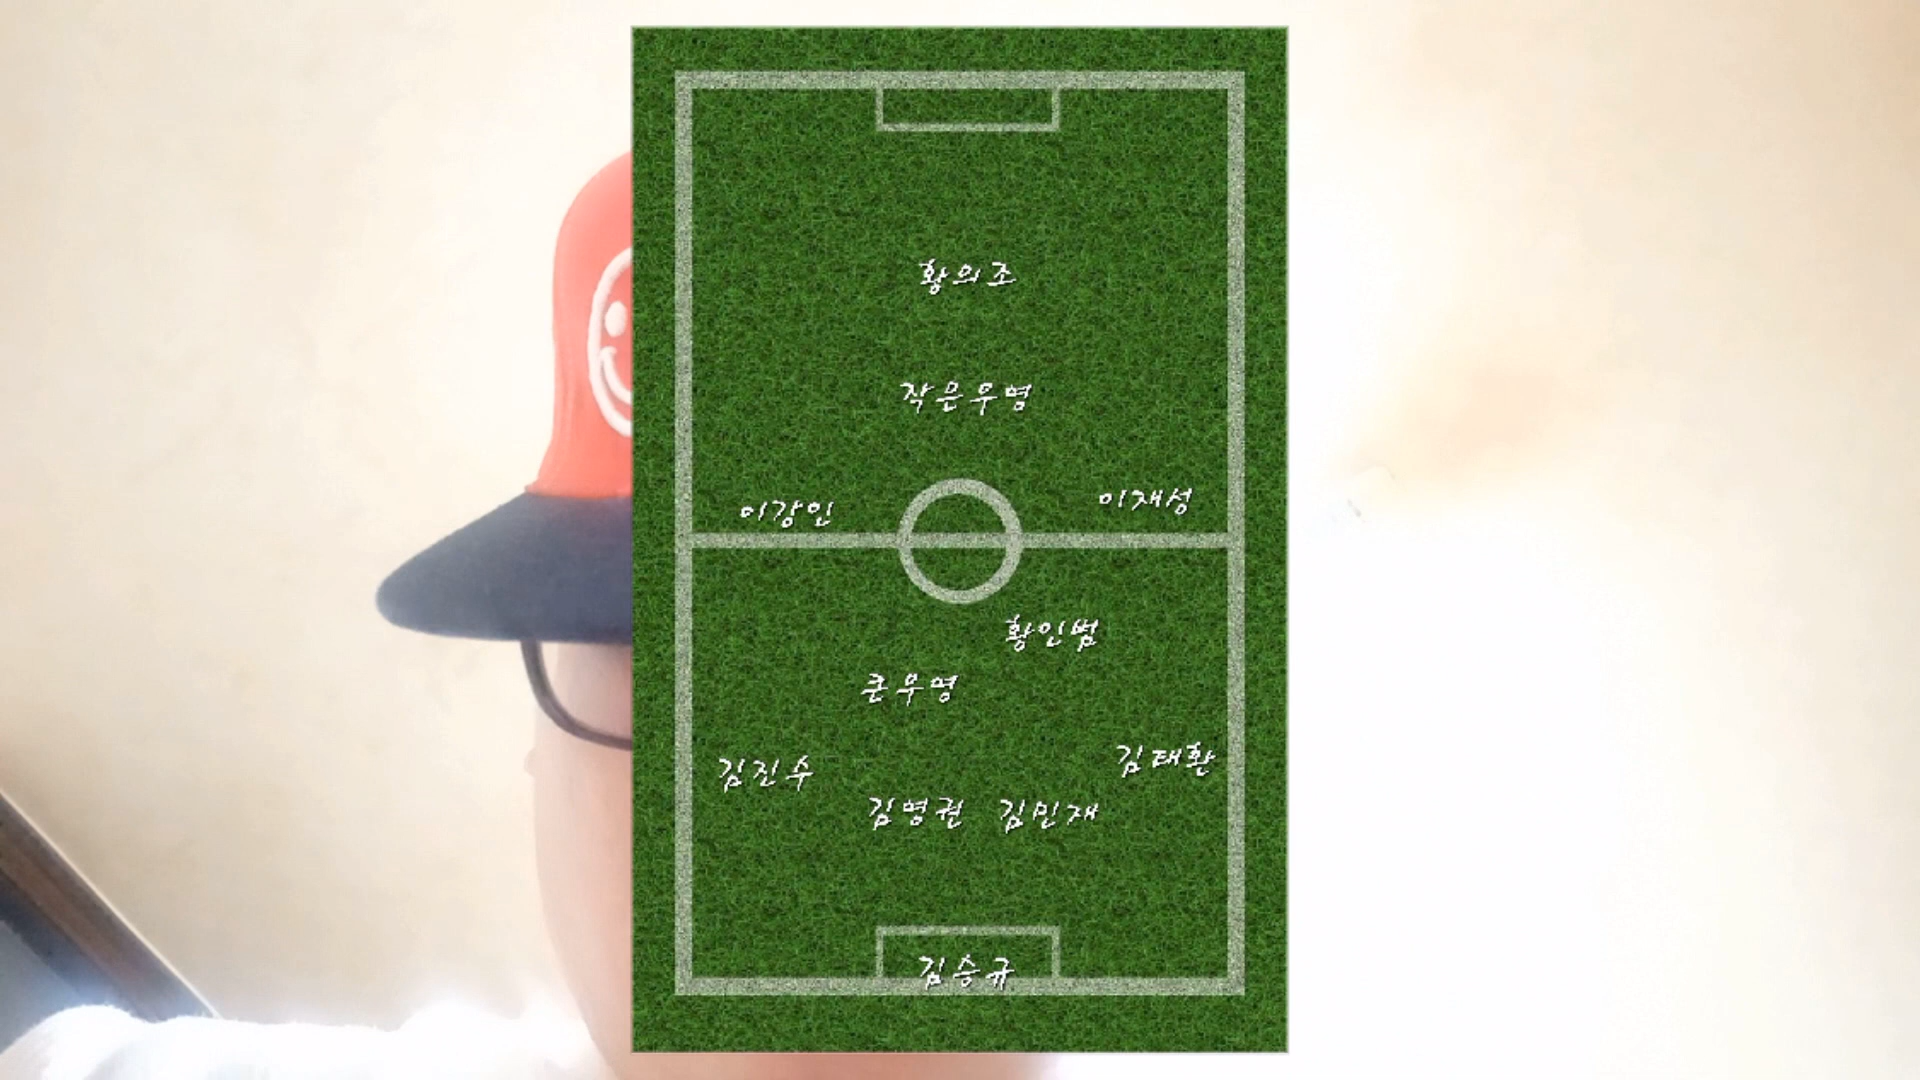 황의조
작은우영
이강인
이재성
황인범
큰우영
김진수
김태환
김영권 김민재
김승규